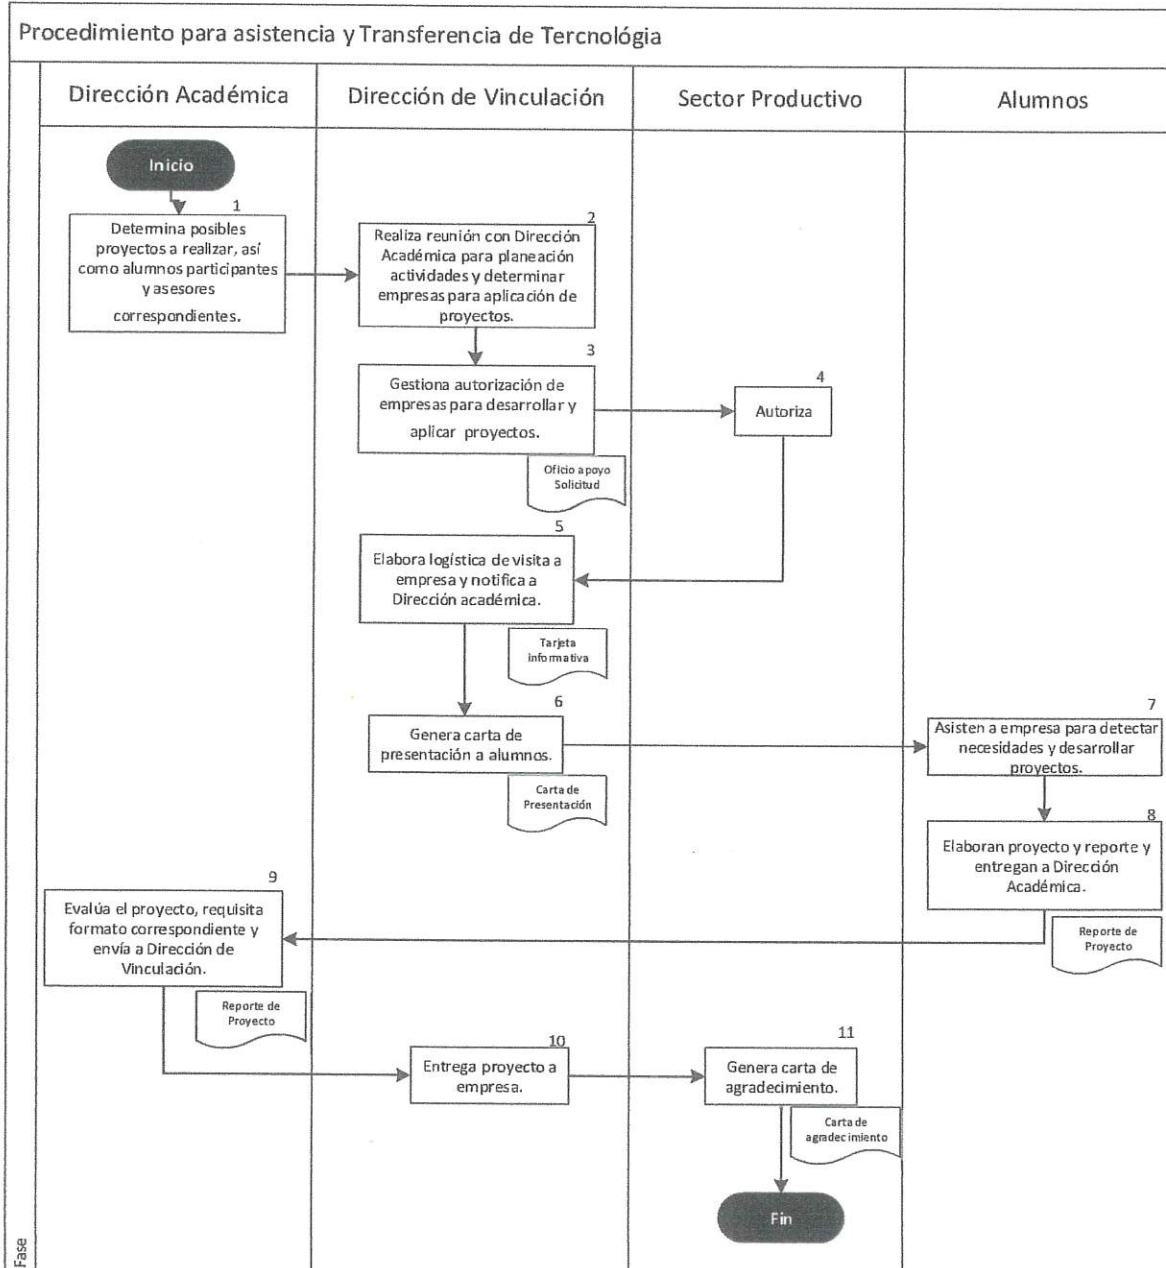 Procedimiento para asistencia y Transferencia de Tercnológia
Dirección Académica
Dirección de Vinculación
Sector Productivo
Alumnos
Inicio
1
Determina posibles
proyectos a realizar, así
como alumnos participantes
y asesores
correspondientes.
2
Realiza reunión con Dirección
Académica para planeación
actividades y determinar
empresas para aplicación de
proyectos.
3
Gestiona autorización de
empresas para desarrollar y
aplicar proyectos.
Oficio apoyo
Solicitud
4
Autoriza
5
Elabora logística de visita a
empresa y notifica a
Dirección académica.
Tarjeta
informativa
6
Genera carta de
presentación a alumnos.
Carta de
Presentación
7
Asisten a empresa para detectar
necesidades y desarrollar
proyectos.
8
Elaboran proyecto y reporte y
entregan a Dirección
Académica.
Reporte de
Proyecto
9
Evalúa el proyecto, requisita
formato correspondiente y
envía a Dirección de
Vinculación.
Reporte de
Proyecto
10
Entrega proyecto a
empresa.
11
Genera carta de
agradecimiento.
Carta de
agradecimiento
Fin
Fase